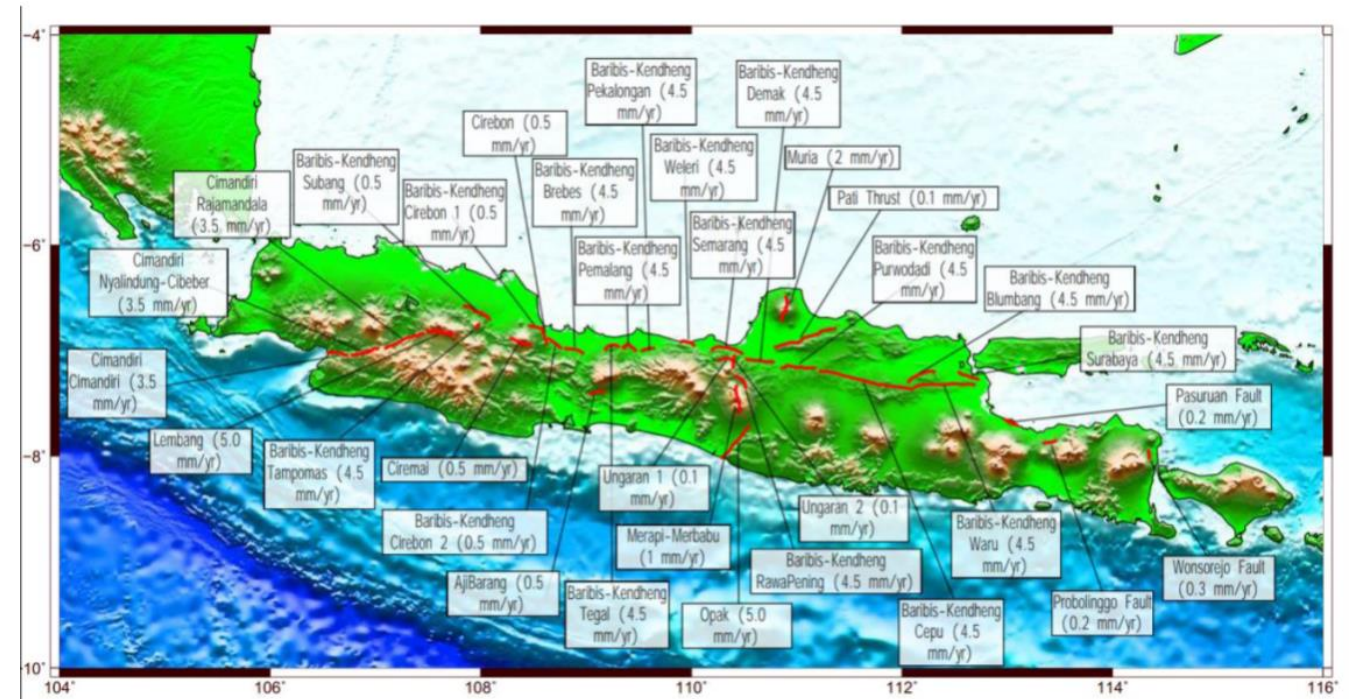 -4
-6
-8
-10
104
106
108
110
112
114
116
Baribis-Kendheng
Pekalongan (4.5
mm/yr)
Baribis-Kendheng
Demak (4.5
mm/yr)
Cirebon (0.5
mm/yr)
Baribis-Kendheng
Weleri (4.5
mm/yr)
Muria (2 mm/yr)
Baribis-Kendheng
Subang (0.5
mm/yr)
Baribis-Kendheng
Brebes (4.5
mm/yr)
Cimandiri
Rajamandala
(3.5 mm/yr)
Baribis-Kendheng
Cirebon 1 (0.5
mm/yr)
Pati Thrust (0.1 mm/yr)
Baribis-Kendheng
Semarang (4.5
mm/yr)
Baribis-Kendheng
Pemalang (4.5
mm/yr)
Baribis-Kendheng
Purwodadi (4.5
mm/yr)
Cimandiri
Nyalindung-Cibeber
(3.5 mm/yr)
Baribis-Kendheng
Blumbang (4.5 mm/yr)
Baribis-Kendheng
Surabaya (4.5 mm/yr)
Cimandiri
Cimandiri (3.5
mm/yr)
Pasuruan Fault
(0.2 mm/yr)
Lembang (5.0
mm/yr)
Baribis-Kendheng
Tampomas (4.5
mm/yr)
Ciremai (0.5 mm/yr)
Ungaran 1 (0.1
mm/yr)
Ungaran 2 (0.1
mm/yr)
Baribis-Kendheng
Cirebon 2 (0.5 mm/yr)
Merapi-Merbabu
(1 mm/yr)
Baribis-Kendheng
Waru (4.5
mm/yr)
Baribis-Kendheng
RawaPening (4.5 mm/yr)
Wonsorejo Fault
(0.3 mm/yr)
AjiBarang (0.5
mm/yr)
Baribis-Kendheng
Tegal (4.5
mm/yr)
Opak (5.0
mm/yr)
Baribis-Kendheng
Cepu (4.5
mm/yr)
Probolinggo Fault
(0.2 mm/yr)